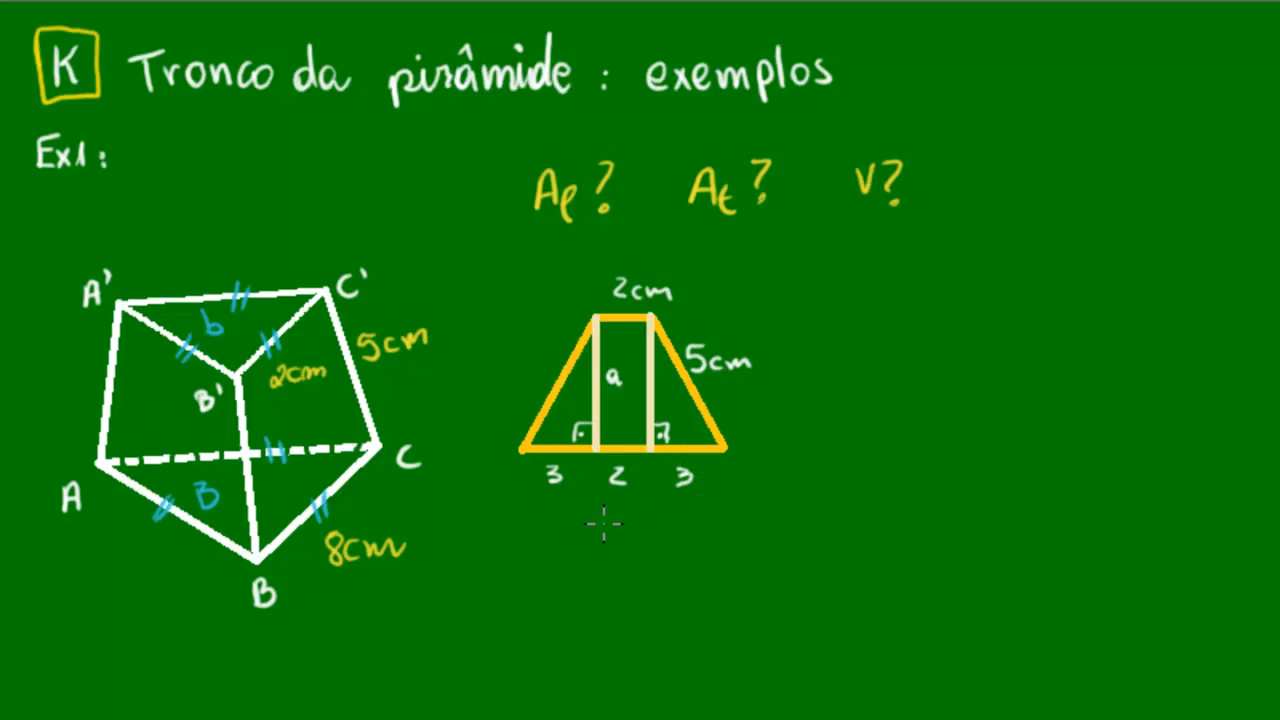 K Tronco da pirâmide : exemplos
Ex1:
Aℓ? At? V?
A' C'
b
5cm
2cm
B'
A B C
8cm
B
2cm
a 5cm
3 2 3